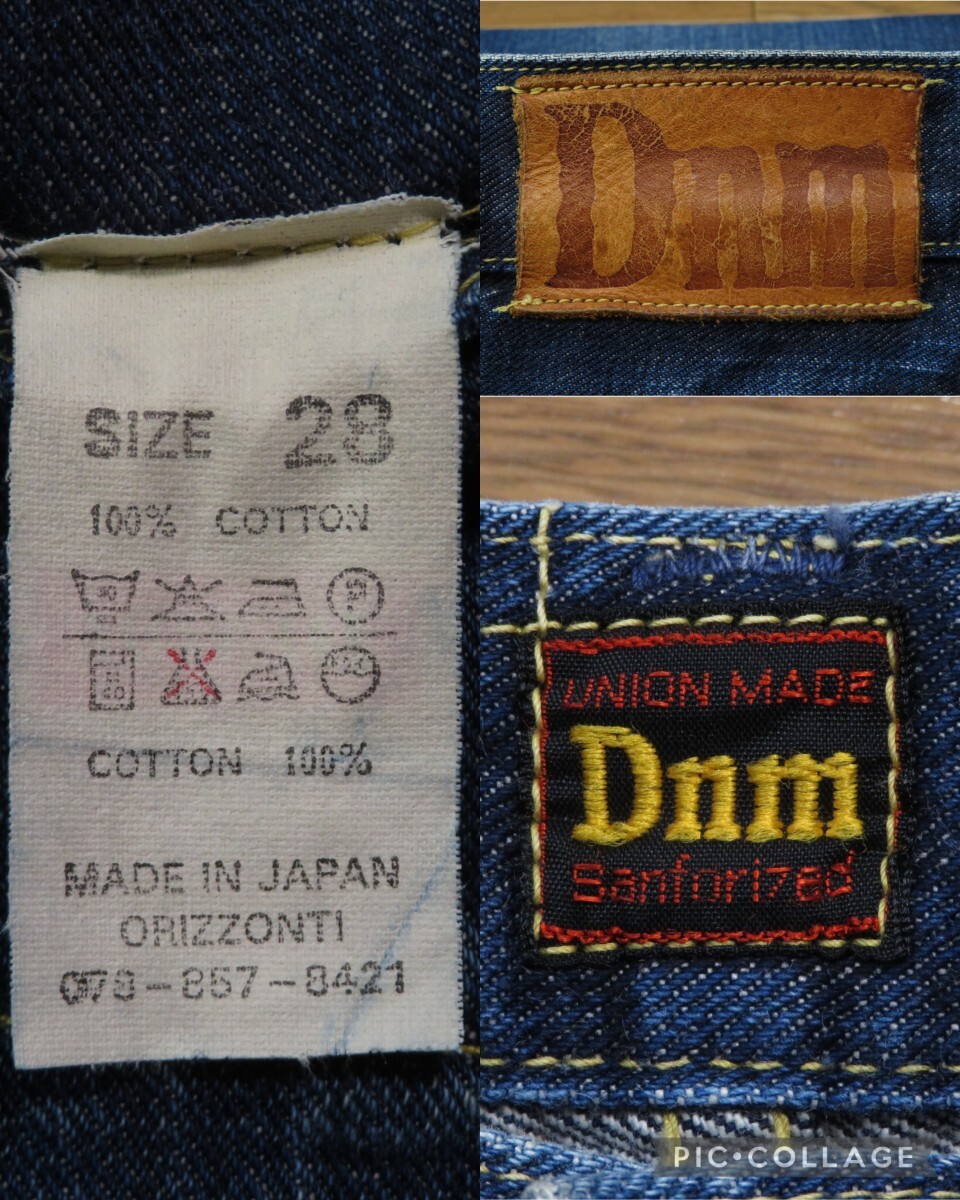 SIZE 28
100% COTTON
COTTON 100%
MADE IN JAPAN
ORIZZONTI
078-857-8421
Dnm
UNION MADE
Dnm
Sanforized
PIC•COLLAGE